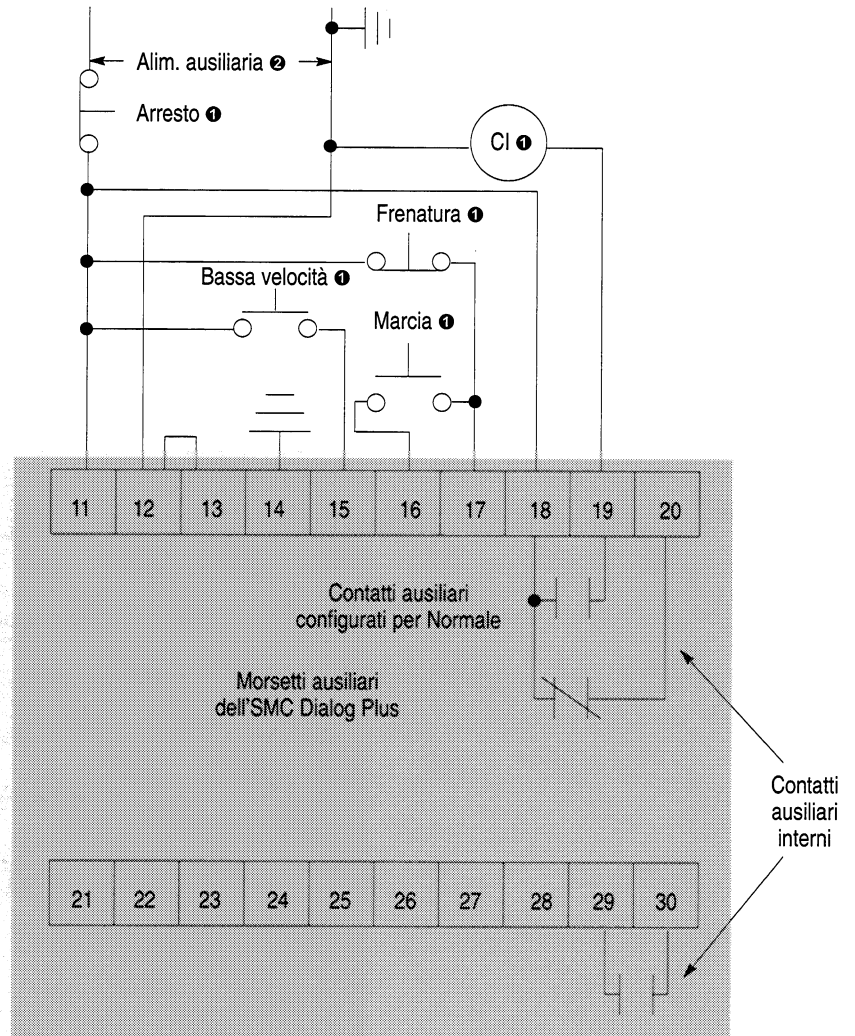 Alim. ausiliaria ❷
Arresto ❶
CI ❶
Frenatura ❶
Bassa velocità ❶
Marcia ❶
11 12 13 14 15 16 17 18 19 20
Contatti ausiliari
configurati per Normale
Morsetti ausiliari
dell'SMC Dialog Plus
Contatti
ausiliari
interni
21 22 23 24 25 26 27 28 29 30